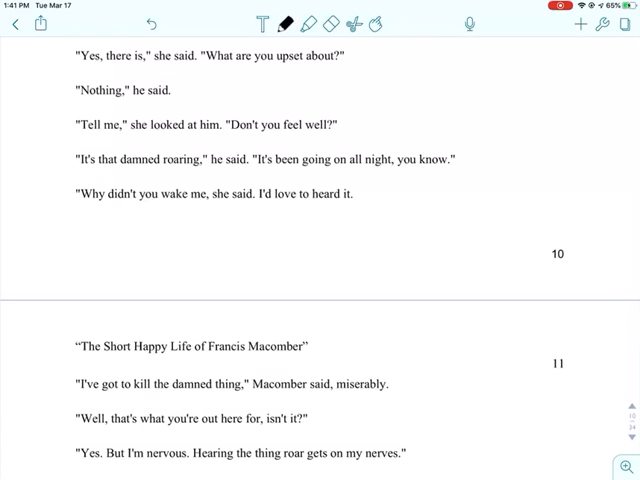 1:41 PM Tue Mar 17
65%
"Yes, there is," she said. "What are you upset about?"
"Nothing," he said.
"Tell me," she looked at him. "Don't you feel well?"
"It's that damned roaring," he said. "It's been going on all night, you know."
"Why didn't you wake me, she said. I'd love to heard it.
10
“The Short Happy Life of Francis Macomber”
11
"I've got to kill the damned thing," Macomber said, miserably.
"Well, that's what you're out here for, isn't it?"
"Yes. But I'm nervous. Hearing the thing roar gets on my nerves."
10
34